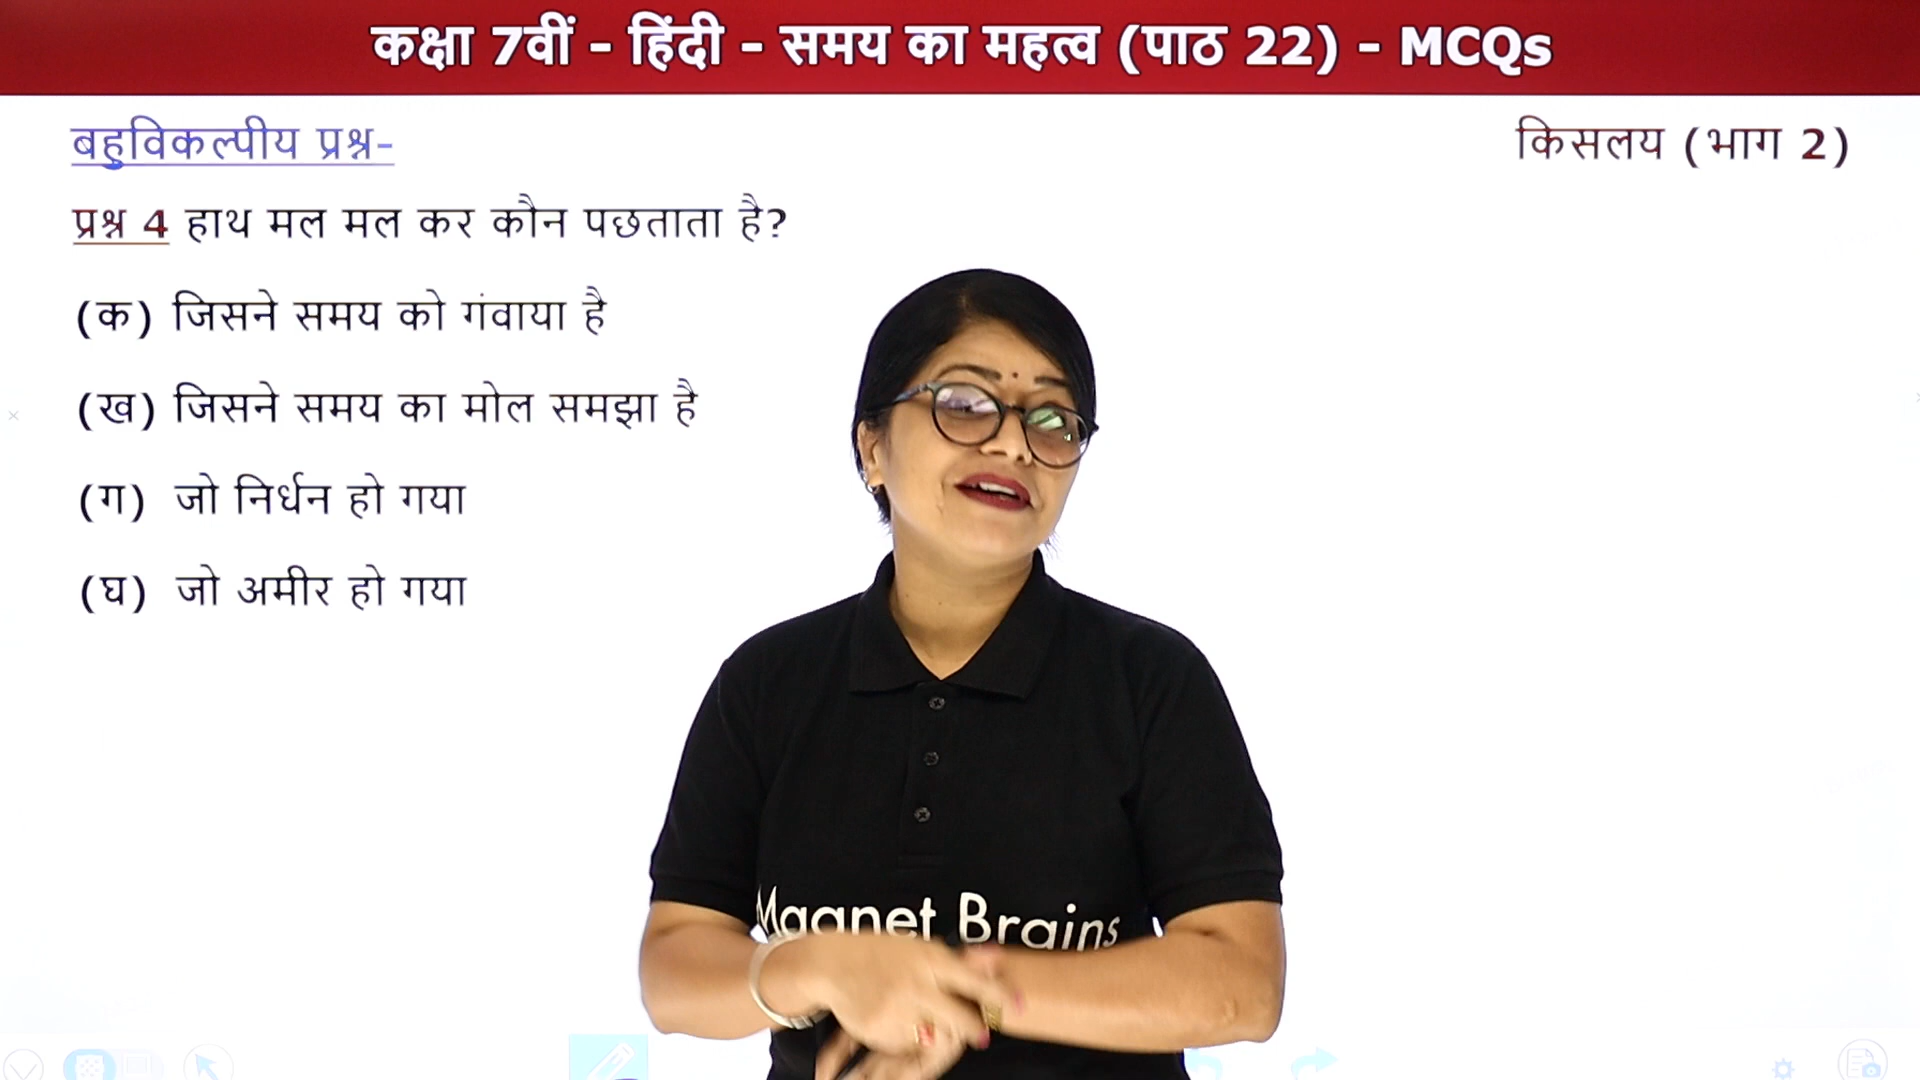 कक्षा 7वीं - हिंदी - समय का महत्व (पाठ 22) - MCQs
बहुविकल्पीय प्रश्न-
किसलय (भाग 2)
प्रश्न 4 हाथ मल मल कर कौन पछताता है?
(क) जिसने समय को गंवाया है
(ख) जिसने समय का मोल समझा है
(ग) जो निर्धन हो गया
(घ) जो अमीर हो गया
Magnet Brains